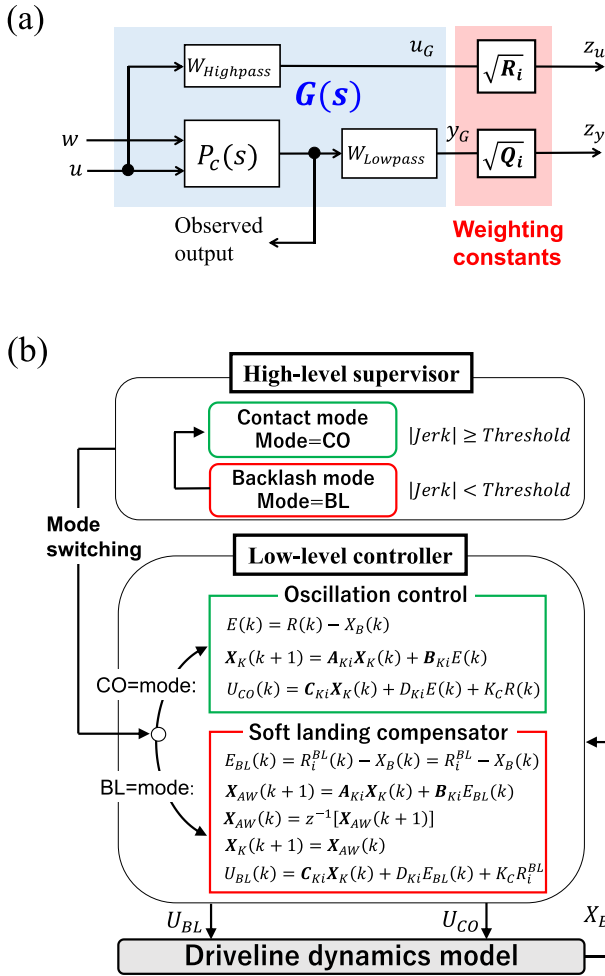 (a)
W_{Highpass}
u_G
√R_i
z_u
G(s)
w
u
P_c(s)
W_{Lowpass}
y_G
√Q_i
z_y
Observed
output
Weighting
constants
(b)
High-level supervisor
Contact mode
Mode=CO
|Jerk| ≥ Threshold
Backlash mode
Mode=BL
|Jerk| < Threshold
Mode
switching
Low-level controller
Oscillation control
E(k) = R(k) − X_B(k)
X_K(k + 1) = A_{Ki}X_K(k) + B_{Ki}E(k)
U_{CO}(k) = C_{Ki}X_K(k) + D_{Ki}E(k) + K_CR(k)
CO=mode:
Soft landing compensator
E_{BL}(k) = R_i^{BL}(k) − X_B(k) = R_i^{BL} − X_B(k)
BL=mode:
X_{AW}(k + 1) = A_{Ki}X_K(k) + B_{Ki}E_{BL}(k)
X_{AW}(k) = z^{−1}[X_{AW}(k + 1)]
X_K(k + 1) = X_{AW}(k)
U_{BL}(k) = C_{Ki}X_K(k) + D_{Ki}E_{BL}(k) + K_CR_i^{BL}
U_{BL}
U_{CO}
X_B
Driveline dynamics model